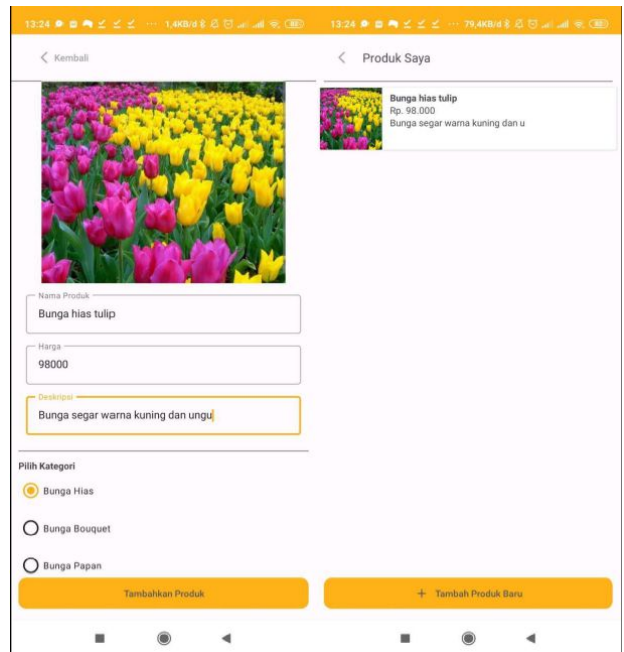 13:24 1,4KB/d 82
Kembali
Nama Produk
Bunga hias tulip
Harga
98000
Deskripsi
Bunga segar warna kuning dan ungu
Pilih Kategori
Bunga Hias
Bunga Bouquet
Bunga Papan
Tambahkan Produk
13:24 79,4KB/d
Produk Saya
Bunga hias tulip
Rp. 98.000
Bunga segar warna kuning dan u
+ Tambah Produk Baru